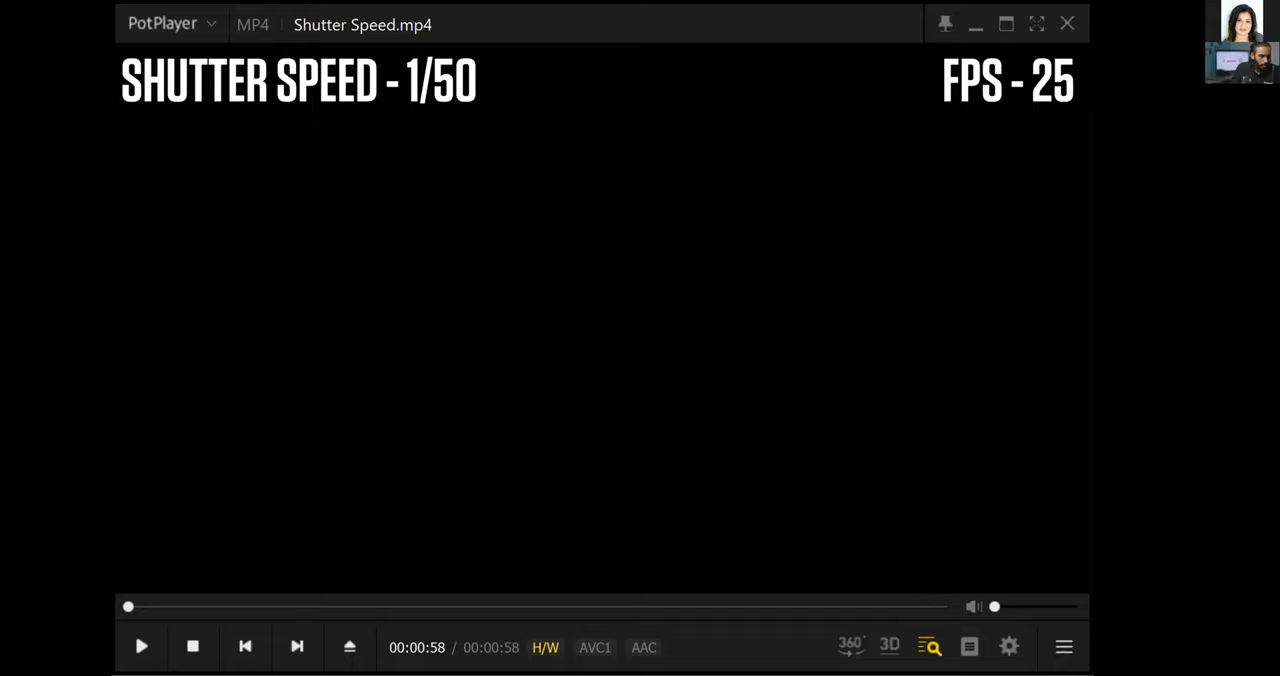 PotPlayer MP4 Shutter Speed.mp4
SHUTTER SPEED - 1/50 FPS - 25
00:00:58 / 00:00:58 H/W AVC1 AAC 360° 3D